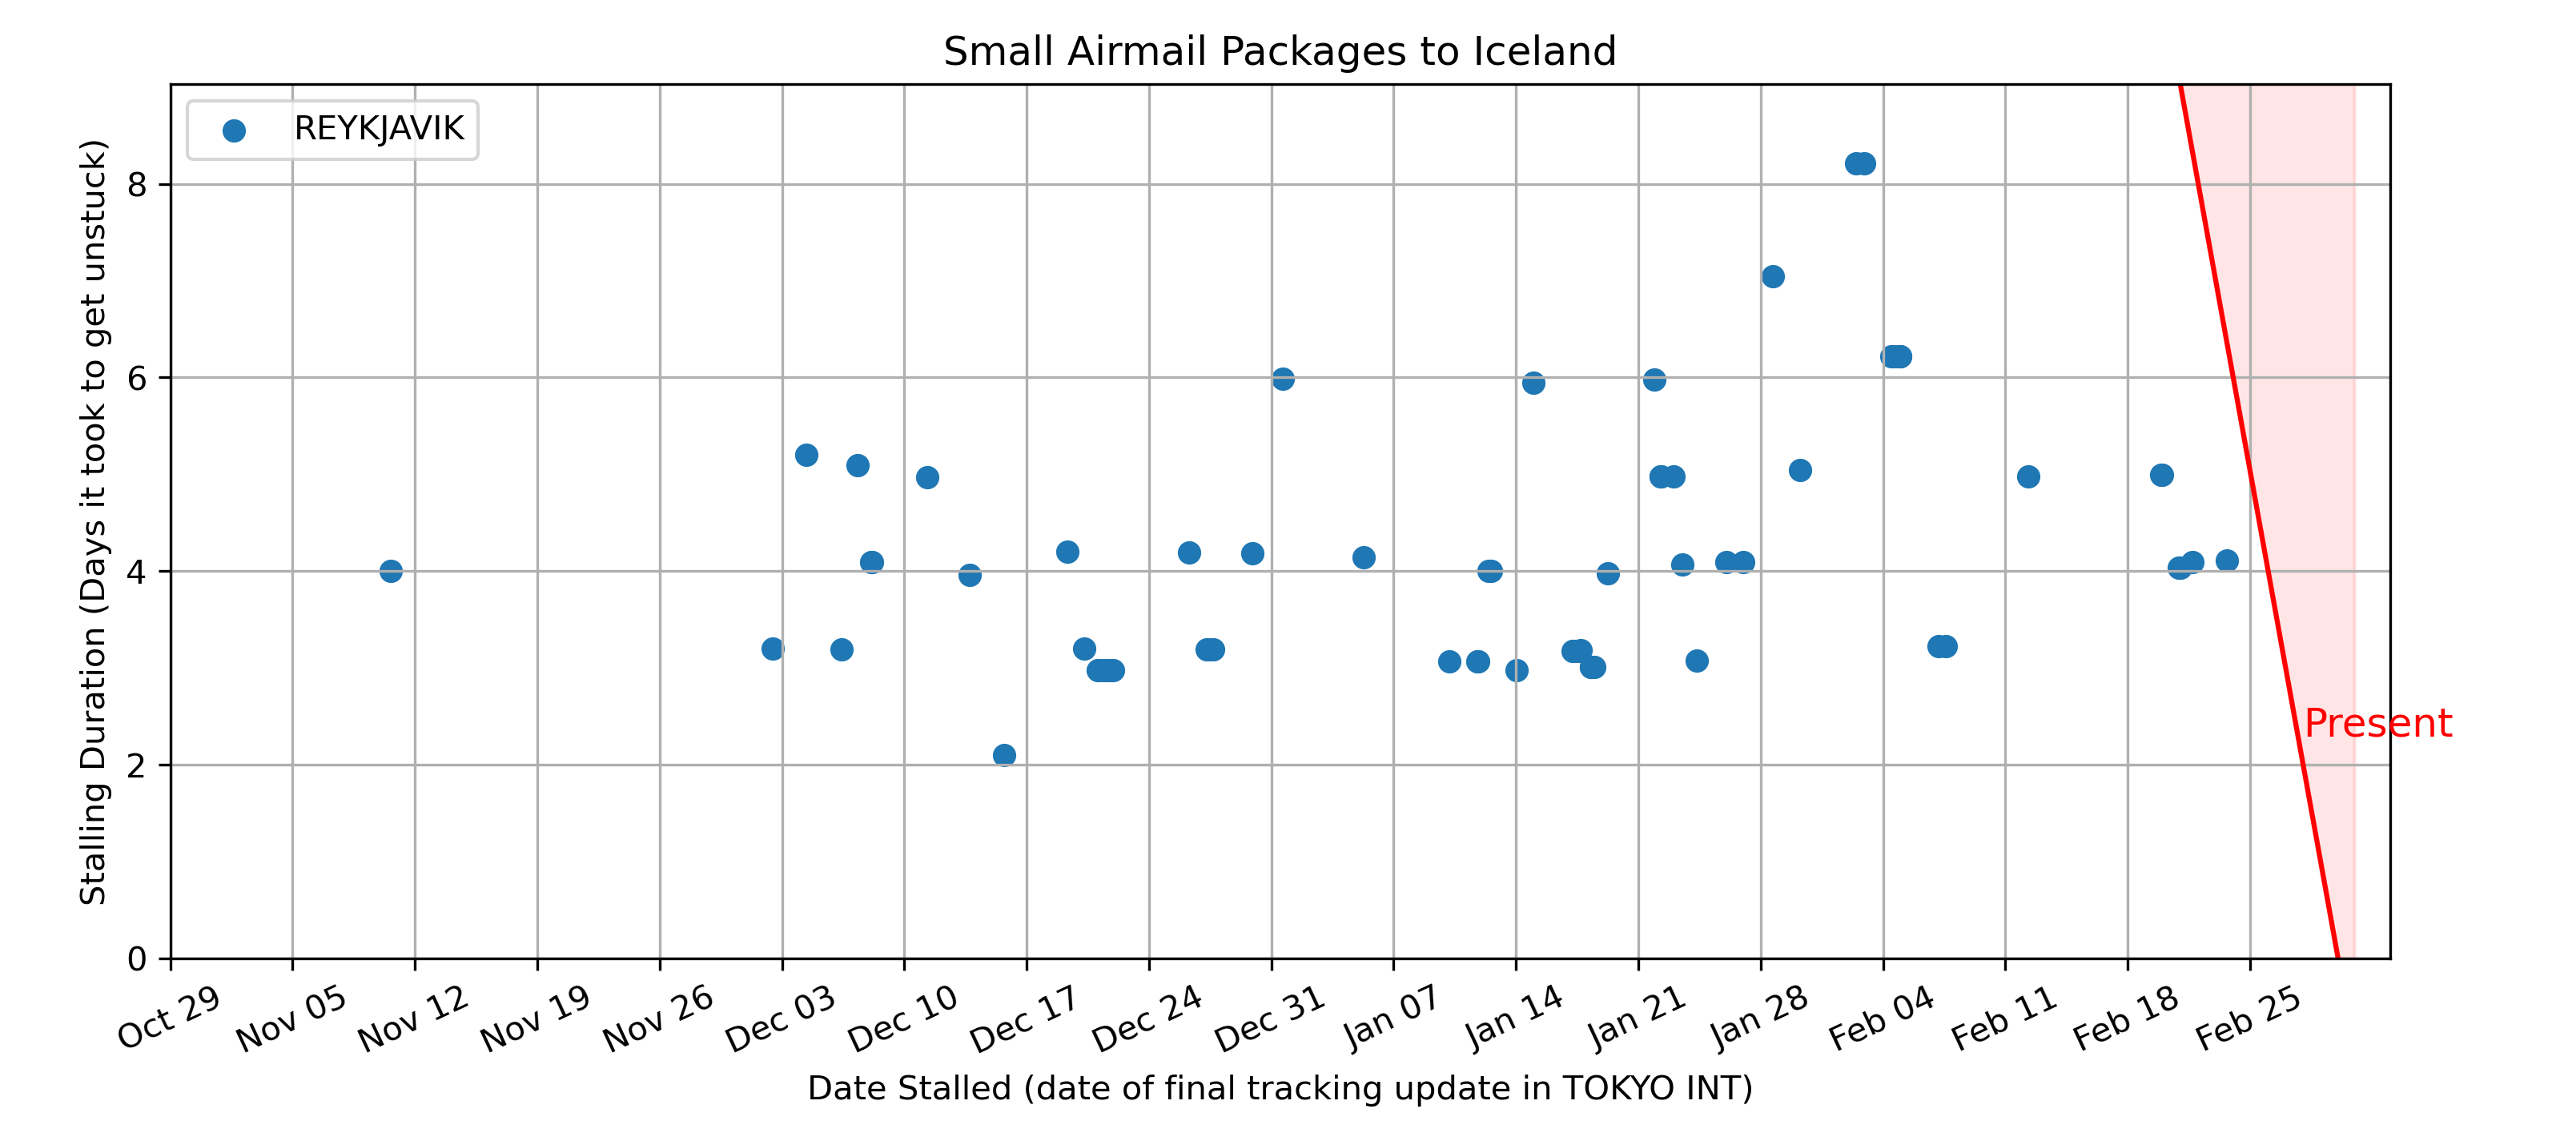 Small Airmail Packages to Iceland
REYKJAVIK
Stalling Duration (Days it took to get unstuck)
8
6
4
2
0
Present
Oct 29 Nov 05 Nov 12 Nov 19 Nov 26 Dec 03 Dec 10 Dec 17 Dec 24 Dec 31 Jan 07 Jan 14 Jan 21 Jan 28 Feb 04 Feb 11 Feb 18 Feb 25
Date Stalled (date of final tracking update in TOKYO INT)